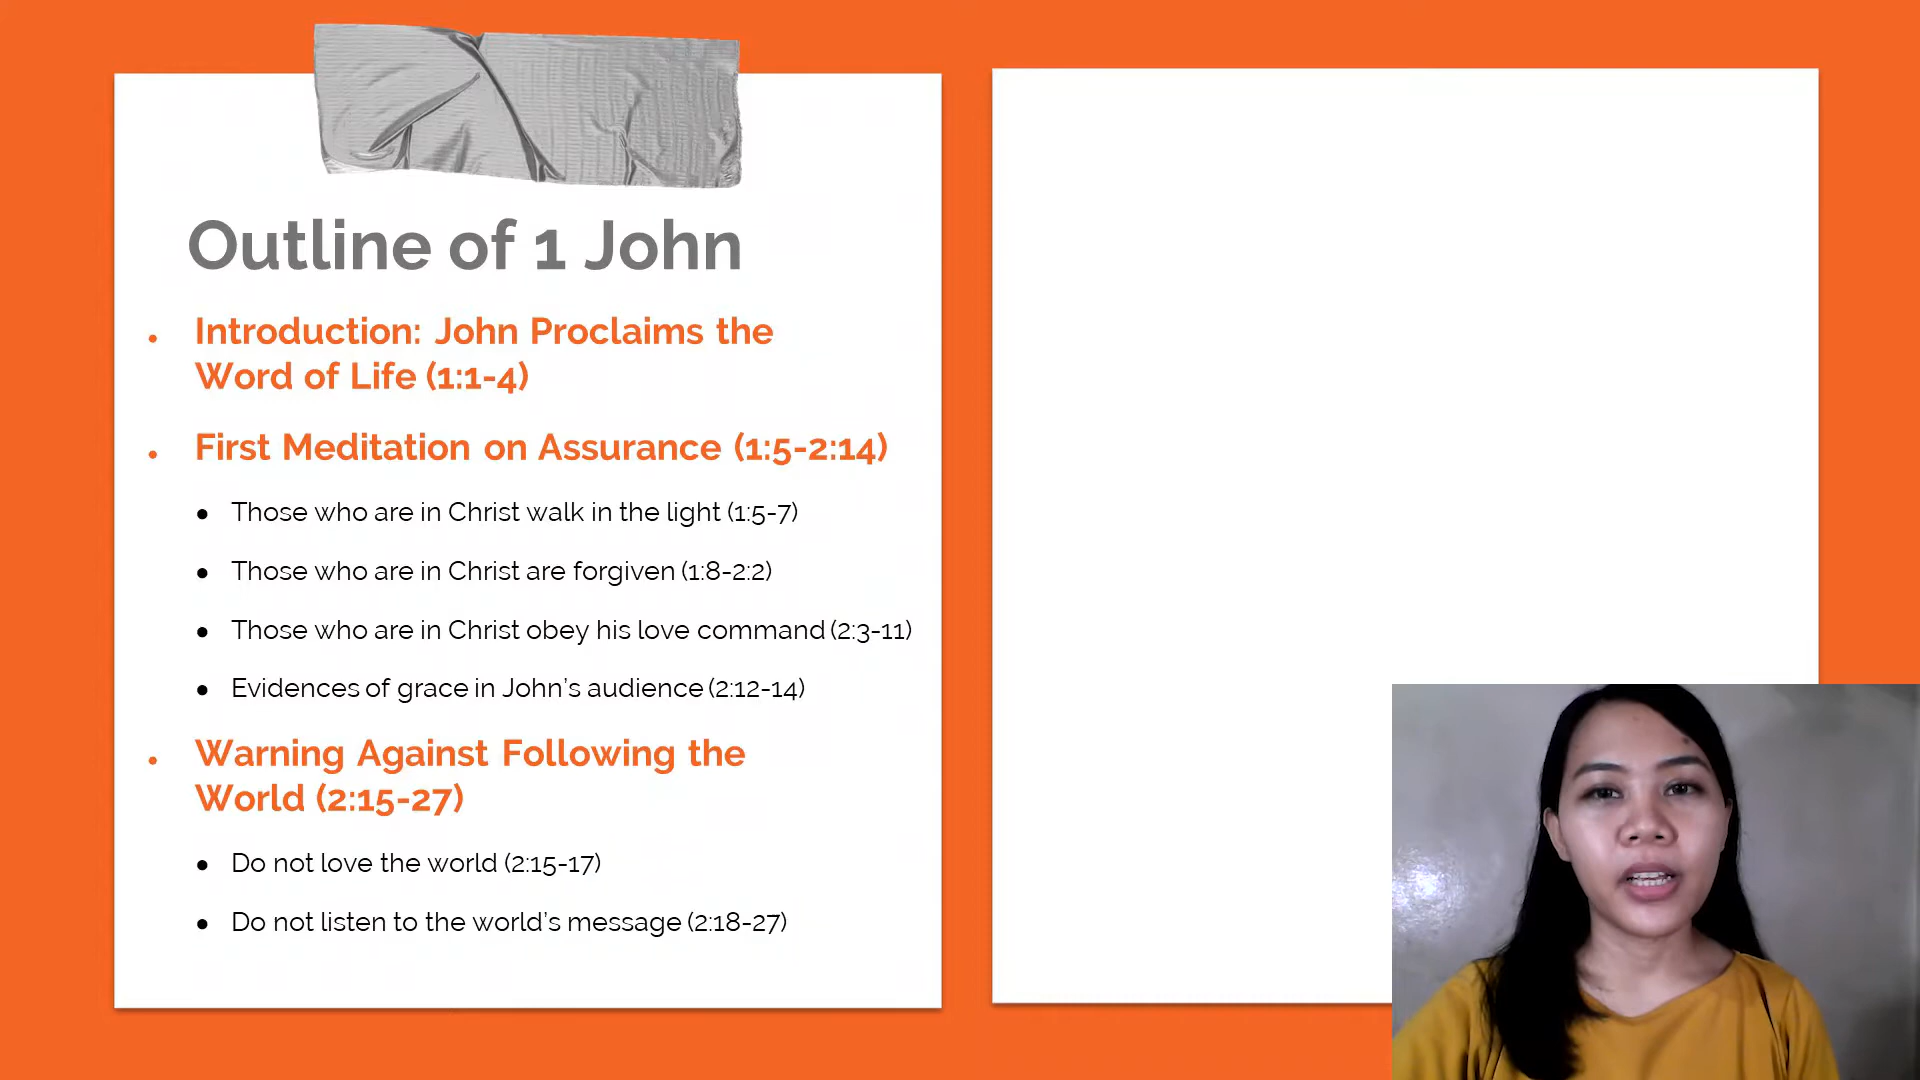 Outline of 1 John
• Introduction: John Proclaims the
Word of Life (1:1-4)
• First Meditation on Assurance (1:5-2:14)
• Those who are in Christ walk in the light (1:5-7)
• Those who are in Christ are forgiven (1:8-2:2)
• Those who are in Christ obey his love command (2:3-11)
• Evidences of grace in John's audience (2:12-14)
• Warning Against Following the
World (2:15-27)
• Do not love the world (2:15-17)
• Do not listen to the world's message (2:18-27)